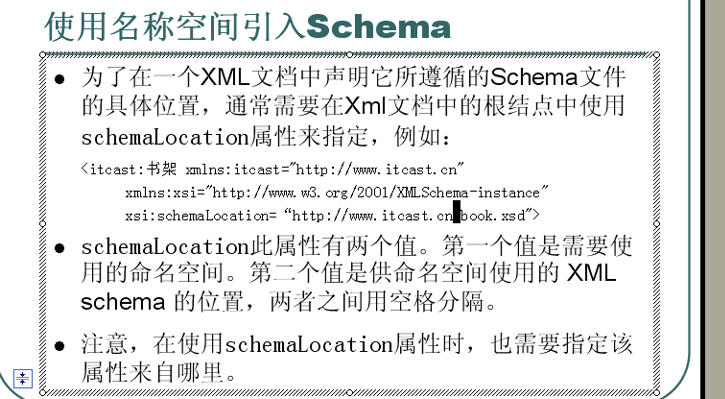 使用名称空间引入Schema
为了在一个XML文档中声明它所遵循的Schema文件
的具体位置，通常需要在Xml文档中的根结点中使用
schemaLocation属性来指定，例如：
<itcast:书架 xmlns:itcast="http://www.itcast.cn"
xmlns:xsi="http://www.w3.org/2001/XMLSchema-instance"
xsi:schemaLocation=“http://www.itcast.cn book.xsd">
schemaLocation此属性有两个值。第一个值是需要使
用的命名空间。第二个值是供命名空间使用的 XML
schema 的位置，两者之间用空格分隔。
注意，在使用schemaLocation属性时，也需要指定该
属性来自哪里。